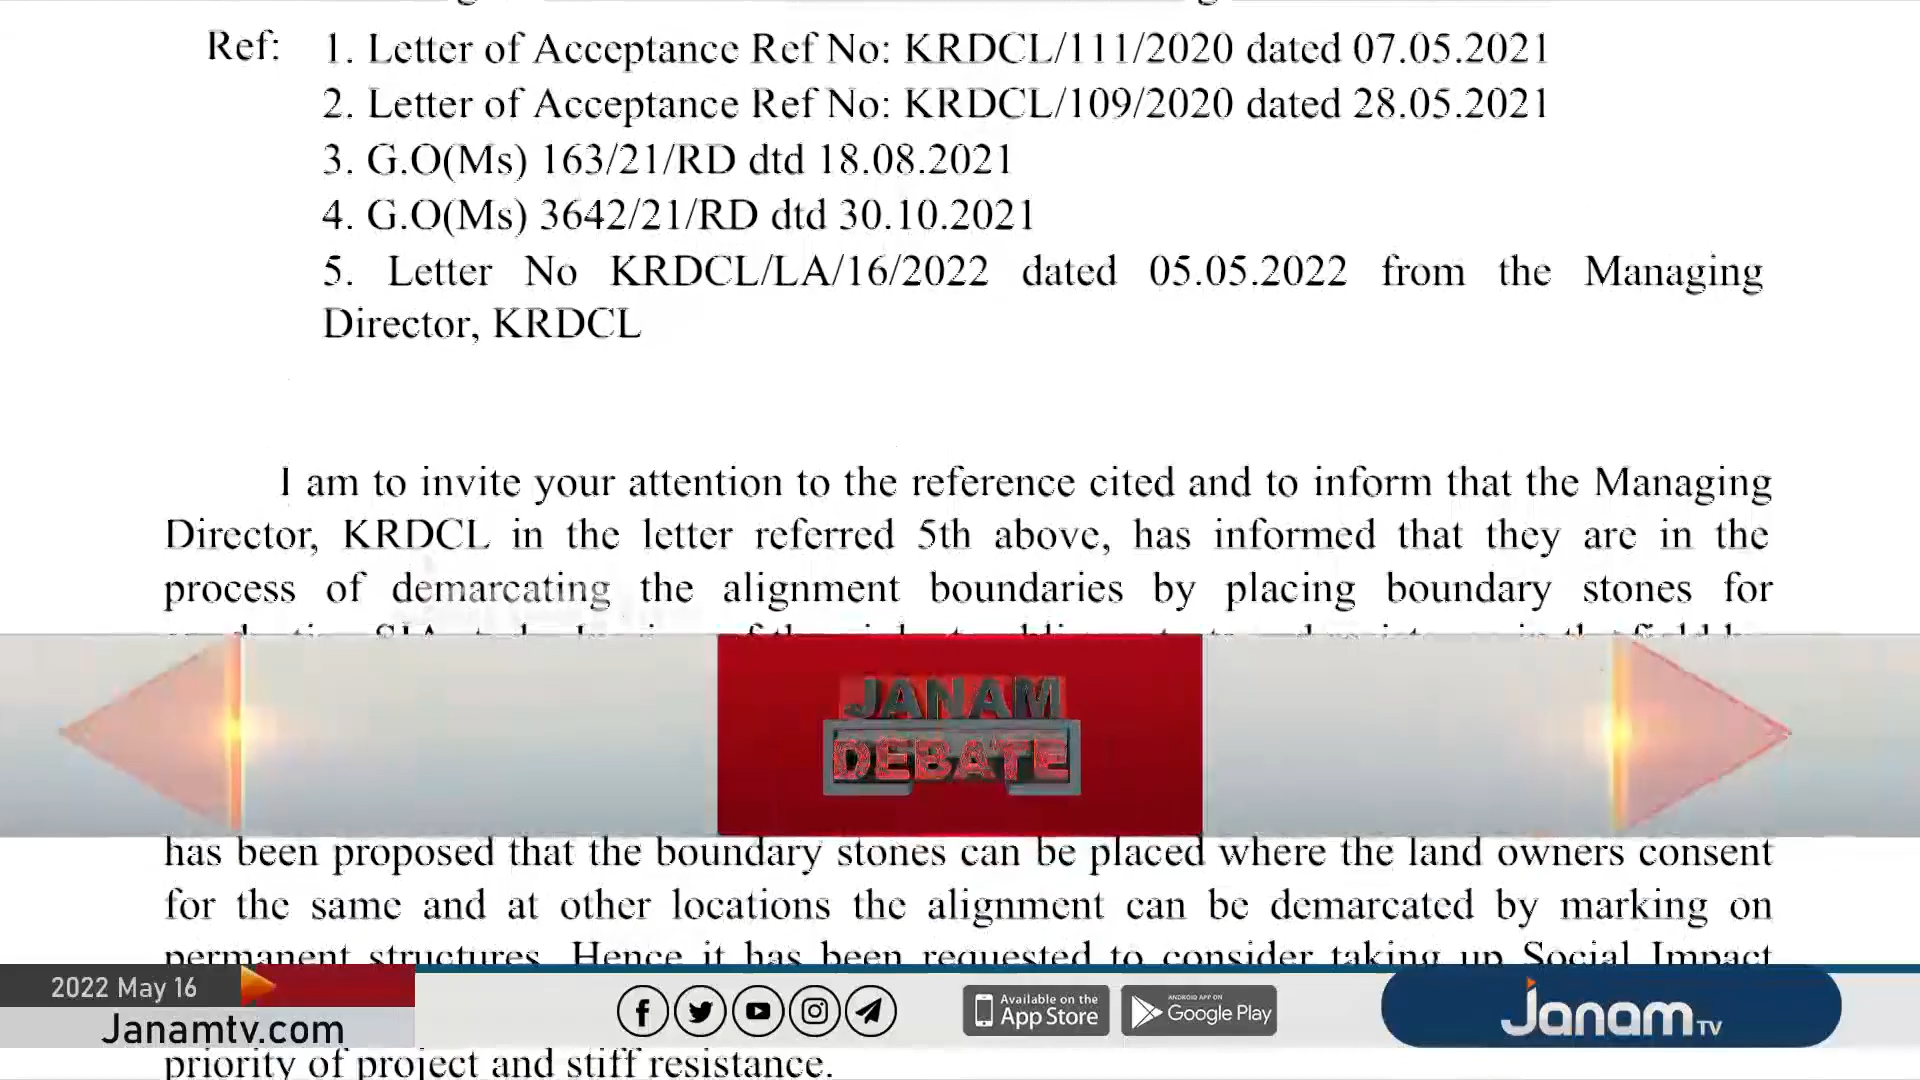 Ref: 1. Letter of Acceptance Ref No: KRDCL/111/2020 dated 07.05.2021
2. Letter of Acceptance Ref No: KRDCL/109/2020 dated 28.05.2021
3. G.O(Ms) 163/21/RD dtd 18.08.2021
4. G.O(Ms) 3642/21/RD dtd 30.10.2021
5. Letter No KRDCL/LA/16/2022 dated 05.05.2022 from the Managing
Director, KRDCL
I am to invite your attention to the reference cited and to inform that the Managing
Director, KRDCL in the letter referred 5th above, has informed that they are in the
process of demarcating the alignment boundaries by placing boundary stones for
JANAM
DEBATE
has been proposed that the boundary stones can be placed where the land owners consent
for the same and at other locations the alignment can be demarcated by marking on
permanent structures. Hence it has been requested to consider taking up Social Impact
2022 May 16
Janamtv.com
Available on the
App Store
ANDROID APP ON
Google Play
Janam TV
priority of project and stiff resistance.